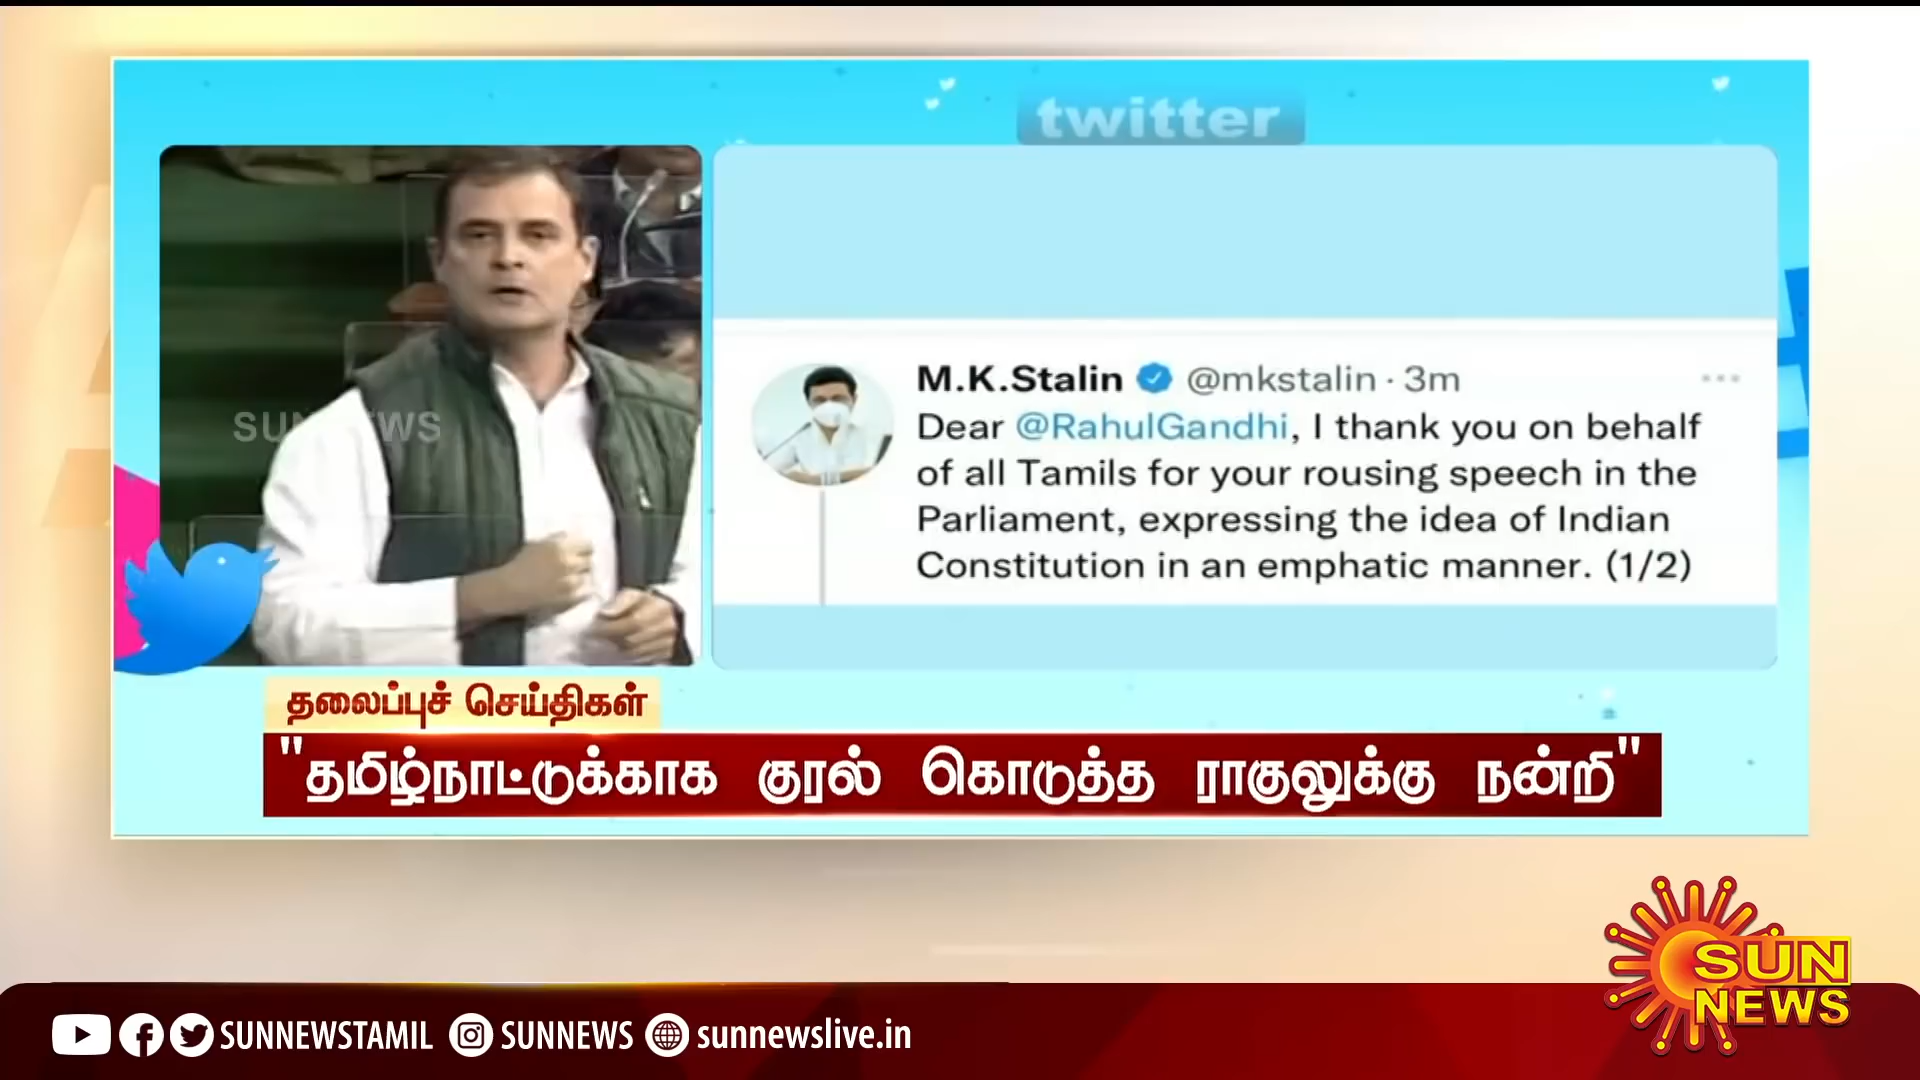 twitter
SUN NEWS
M.K.Stalin @mkstalin · 3m
Dear @RahulGandhi, I thank you on behalf
of all Tamils for your rousing speech in the
Parliament, expressing the idea of Indian
Constitution in an emphatic manner. (1/2)
தலைப்புச் செய்திகள்
"தமிழ்நாட்டுக்காக குரல் கொடுத்த ராகுலுக்கு நன்றி"
SUN
NEWS
SUNNEWSTAMIL SUNNEWS sunnewslive.in